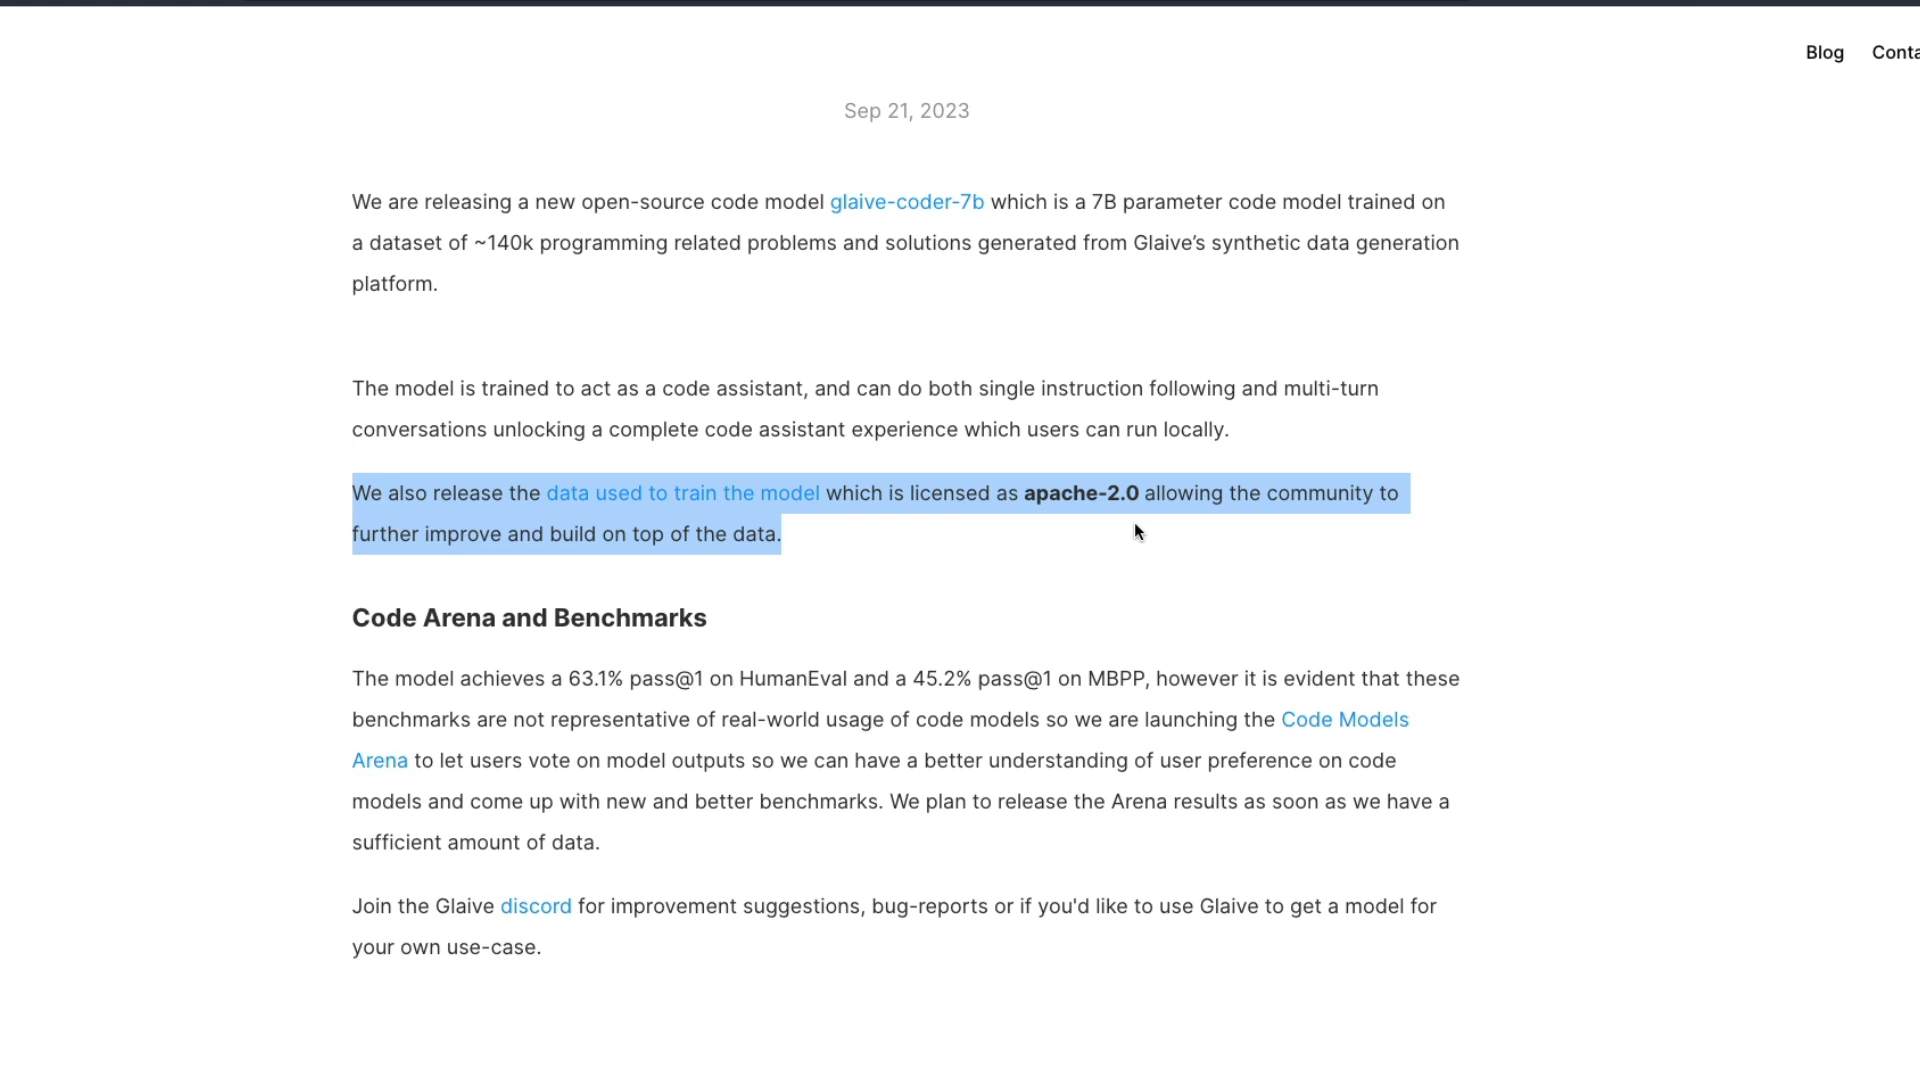 Blog Conta
Sep 21, 2023
We are releasing a new open-source code model glaive-coder-7b which is a 7B parameter code model trained on
a dataset of ~140k programming related problems and solutions generated from Glaive’s synthetic data generation
platform.
The model is trained to act as a code assistant, and can do both single instruction following and multi-turn
conversations unlocking a complete code assistant experience which users can run locally.
We also release the data used to train the model which is licensed as apache-2.0 allowing the community to
further improve and build on top of the data.
Code Arena and Benchmarks
The model achieves a 63.1% pass@1 on HumanEval and a 45.2% pass@1 on MBPP, however it is evident that these
benchmarks are not representative of real-world usage of code models so we are launching the Code Models
Arena to let users vote on model outputs so we can have a better understanding of user preference on code
models and come up with new and better benchmarks. We plan to release the Arena results as soon as we have a
sufficient amount of data.
Join the Glaive discord for improvement suggestions, bug-reports or if you'd like to use Glaive to get a model for
your own use-case.